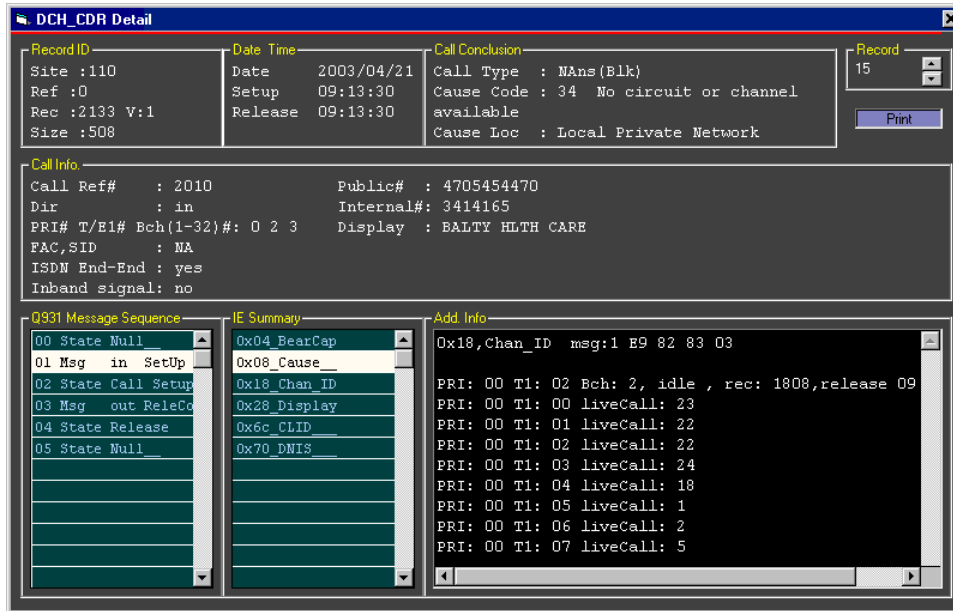 DCH_CDR Detail
Record ID
Site :110
Ref :0
Rec :2133 V:1
Size :508
Date Time
Date 2003/04/21
Setup 09:13:30
Release 09:13:30
Call Conclusion
Call Type : NAns(Blk)
Cause Code : 34 No circuit or channel
available
Cause Loc : Local Private Network
Record
15
Print
Call Info.
Call Ref# : 2010 Public# : 4705454470
Dir : in Internal#: 3414165
PRI# T/E1# Bch(1-32)#: 0 2 3 Display : BALTY HLTH CARE
FAC,SID : NA
ISDN End-End : yes
Inband signal: no
Q931 Message Sequence
00 State Null__
01 Msg in SetUp
02 State Call Setup
03 Msg out ReleCo
04 State Release
05 State Null__
IE Summary
0x04_BearCap
0x08_Cause__
0x18_Chan_ID
0x28_Display
0x6c_CLID___
0x70_DNIS___
Add. Info
0x18,Chan_ID msg:1 E9 82 83 03
PRI: 00 T1: 02 Bch: 2, idle , rec: 1808,release 09
PRI: 00 T1: 00 liveCall: 23
PRI: 00 T1: 01 liveCall: 22
PRI: 00 T1: 02 liveCall: 22
PRI: 00 T1: 03 liveCall: 24
PRI: 00 T1: 04 liveCall: 18
PRI: 00 T1: 05 liveCall: 1
PRI: 00 T1: 06 liveCall: 2
PRI: 00 T1: 07 liveCall: 5